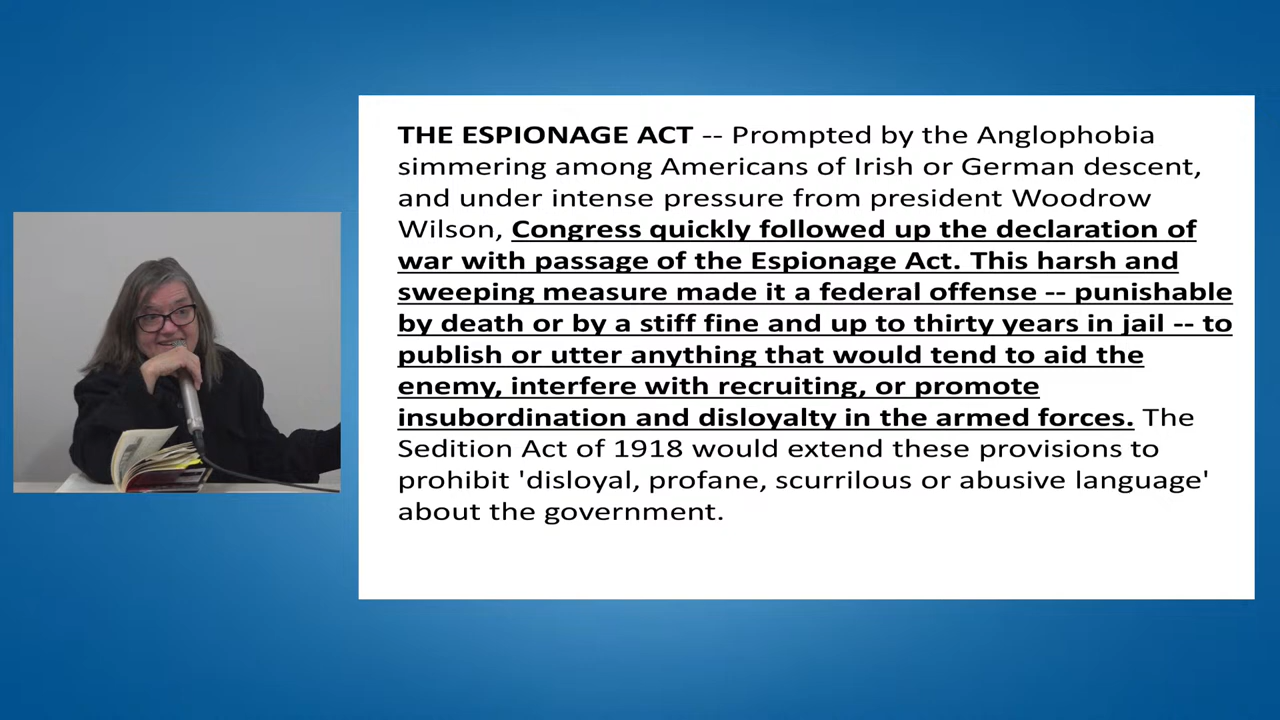 THE ESPIONAGE ACT -- Prompted by the Anglophobia
simmering among Americans of Irish or German descent,
and under intense pressure from president Woodrow
Wilson, Congress quickly followed up the declaration of
war with passage of the Espionage Act. This harsh and
sweeping measure made it a federal offense -- punishable
by death or by a stiff fine and up to thirty years in jail -- to
publish or utter anything that would tend to aid the
enemy, interfere with recruiting, or promote
insubordination and disloyalty in the armed forces. The
Sedition Act of 1918 would extend these provisions to
prohibit 'disloyal, profane, scurrilous or abusive language'
about the government.